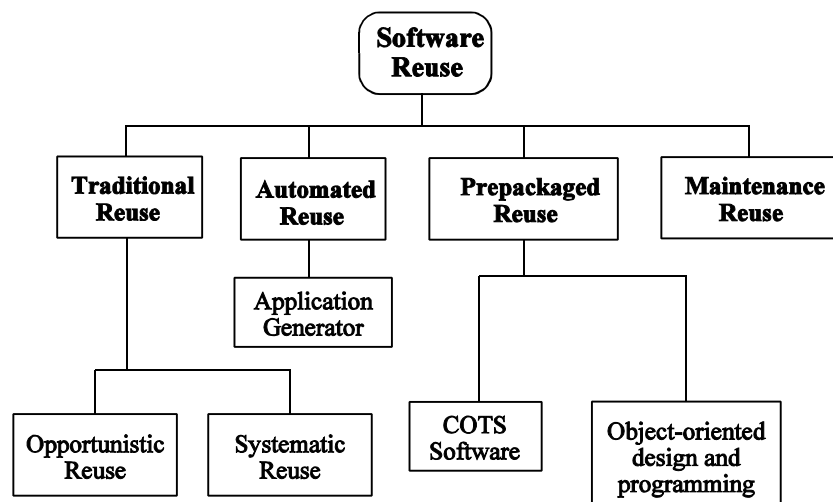 Software
Reuse
Traditional
Reuse
Automated
Reuse
Prepackaged
Reuse
Maintenance
Reuse
Application
Generator
Opportunistic
Reuse
Systematic
Reuse
COTS
Software
Object-oriented
design and
programming